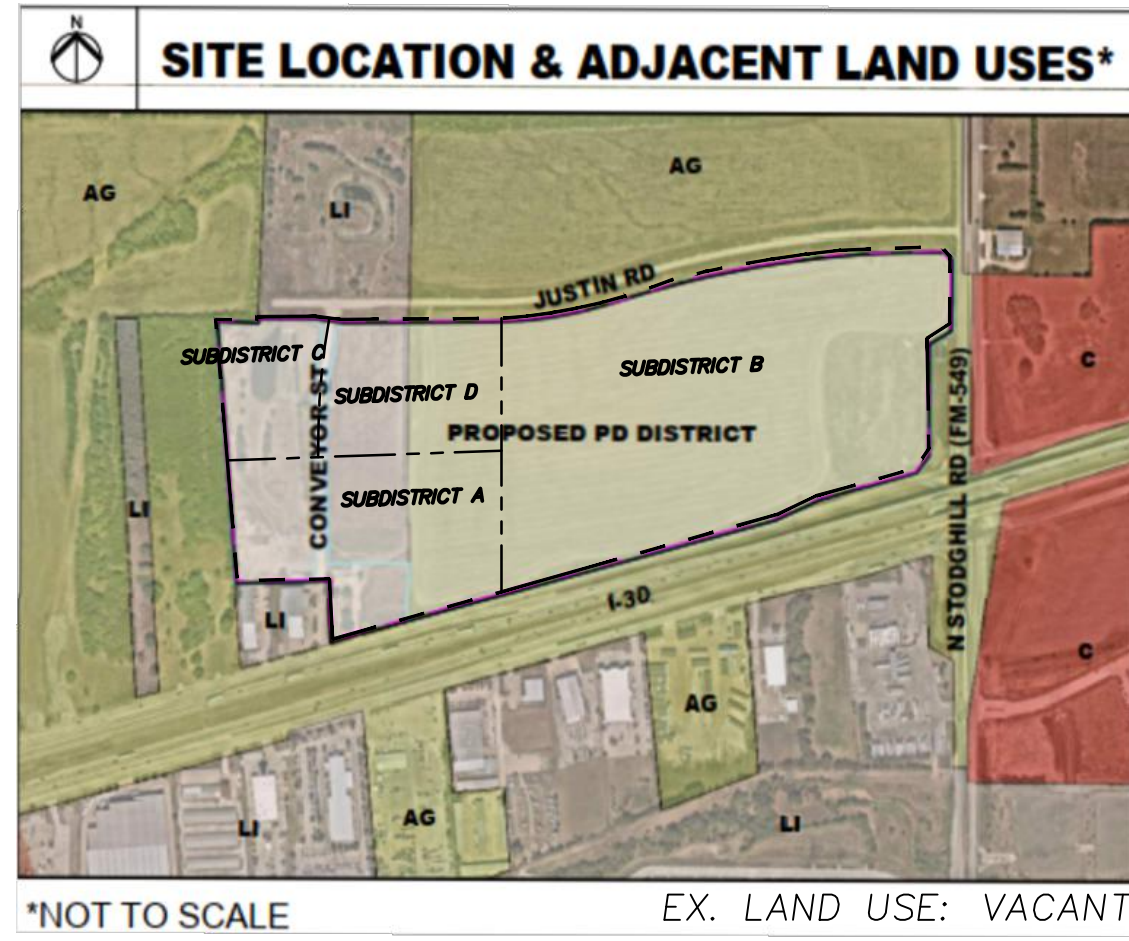 N
SITE LOCATION & ADJACENT LAND USES*
AG
AG
LI
JUSTIN RD
SUBDISTRICT C
SUBDISTRICT B
C
SUBDISTRICT D
CONVEYOR ST
PROPOSED PD DISTRICT
N STODGHILL RD (FM-549)
SUBDISTRICT A
LI
I-30
LI
C
AG
AG
LI
LI
*NOT TO SCALE
EX. LAND USE: VACANT